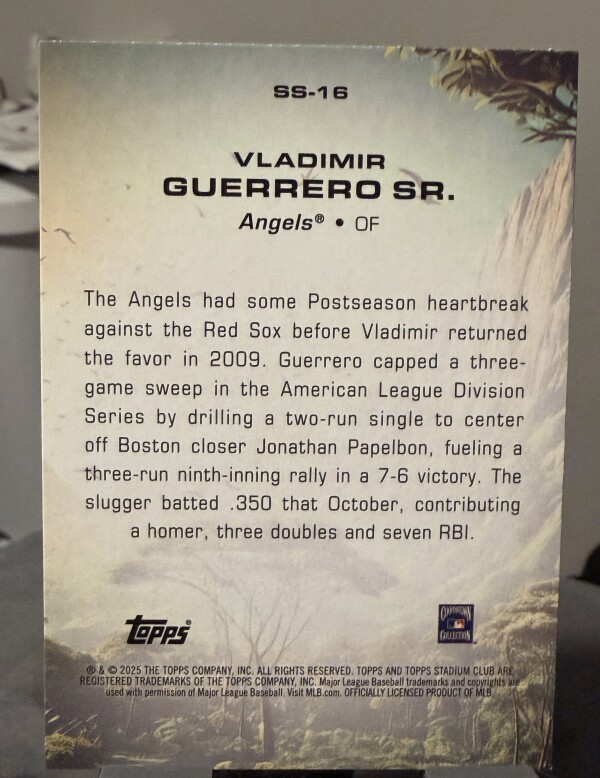 SS-16
VLADIMIR
GUERRERO SR.
Angels® • OF
The Angels had some Postseason heartbreak
against the Red Sox before Vladimir returned
the favor in 2009. Guerrero capped a three-
game sweep in the American League Division
Series by drilling a two-run single to center
off Boston closer Jonathan Papelbon, fueling a
three-run ninth-inning rally in a 7-6 victory. The
slugger batted .350 that October, contributing
a homer, three doubles and seven RBI.
topps®
COOPERSTOWN
COLLECTION™
® & © 2025 THE TOPPS COMPANY, INC. ALL RIGHTS RESERVED. TOPPS AND TOPPS STADIUM CLUB ARE
REGISTERED TRADEMARKS OF THE TOPPS COMPANY, INC. Major League Baseball trademarks and copyrights are
used with permission of Major League Baseball. Visit MLB.com. OFFICIALLY LICENSED PRODUCT OF MLB